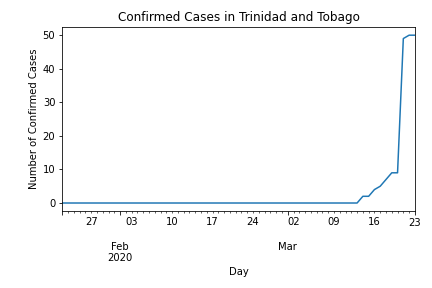 Confirmed Cases in Trinidad and Tobago
Number of Confirmed Cases
50
40
30
20
10
0
27 03 10 17 24 02 09 16 23
Feb Mar
2020
Day